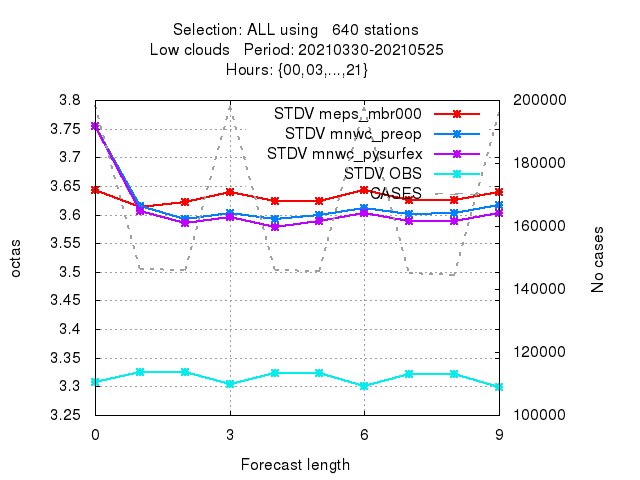 Selection: ALL using   640 stations
Low clouds   Period: 20210330-20210525
Hours: {00,03,...,21}
3.8
3.75
3.7
3.65
3.6
3.55
3.5
3.45
3.4
3.35
3.3
3.25
octas
STDV meps_mbr000
STDV mnwc_preop
STDV mnwc_pysurfex
STDV OBS
CASES
200000
180000
160000
140000
120000
100000
No cases
0 3 6 9
Forecast length